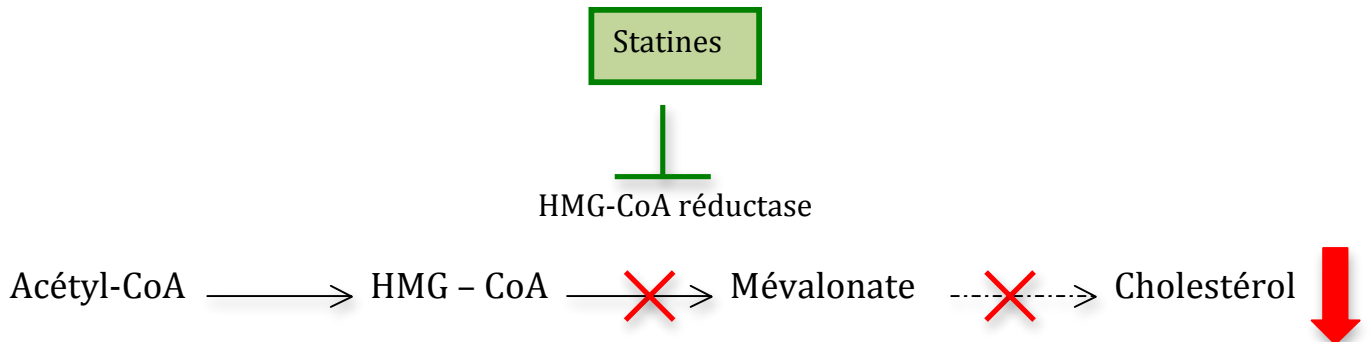 Statines
HMG-CoA réductase
Acétyl-CoA HMG – CoA Mévalonate Cholestérol